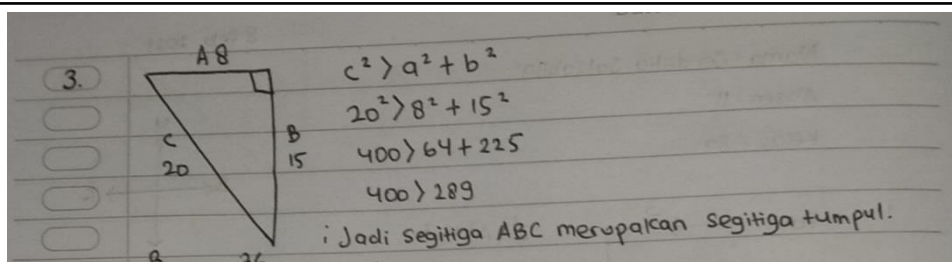 3.
A 8
c² > a² + b²
20² > 8² + 15²
C
20
B
15
400 > 64 + 225
400 > 289
; Jadi segitiga ABC merupakan segitiga tumpul.